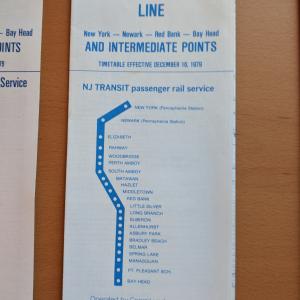 LINE
New York — Newark — Red Bank — Bay Head
AND INTERMEDIATE POINTS
TIMETABLE EFFECTIVE DECEMBER 16, 1979
NJ TRANSIT passenger rail service
NEW YORK (Pennsylvania Station)
NEWARK (Pennsylvania Station)
ELIZABETH
RAHWAY
WOODBRIDGE
PERTH AMBOY
SOUTH AMBOY
MATAWAN
HAZLET
MIDDLETOWN
RED BANK
LITTLE SILVER
LONG BRANCH
ELBERON
ALLENHURST
ASBURY PARK
BRADLEY BEACH
BELMAR
SPRING LAKE
MANASQUAN
PT. PLEASANT BCH.
BAY HEAD
— Bay Head
POINTS
1979
Service